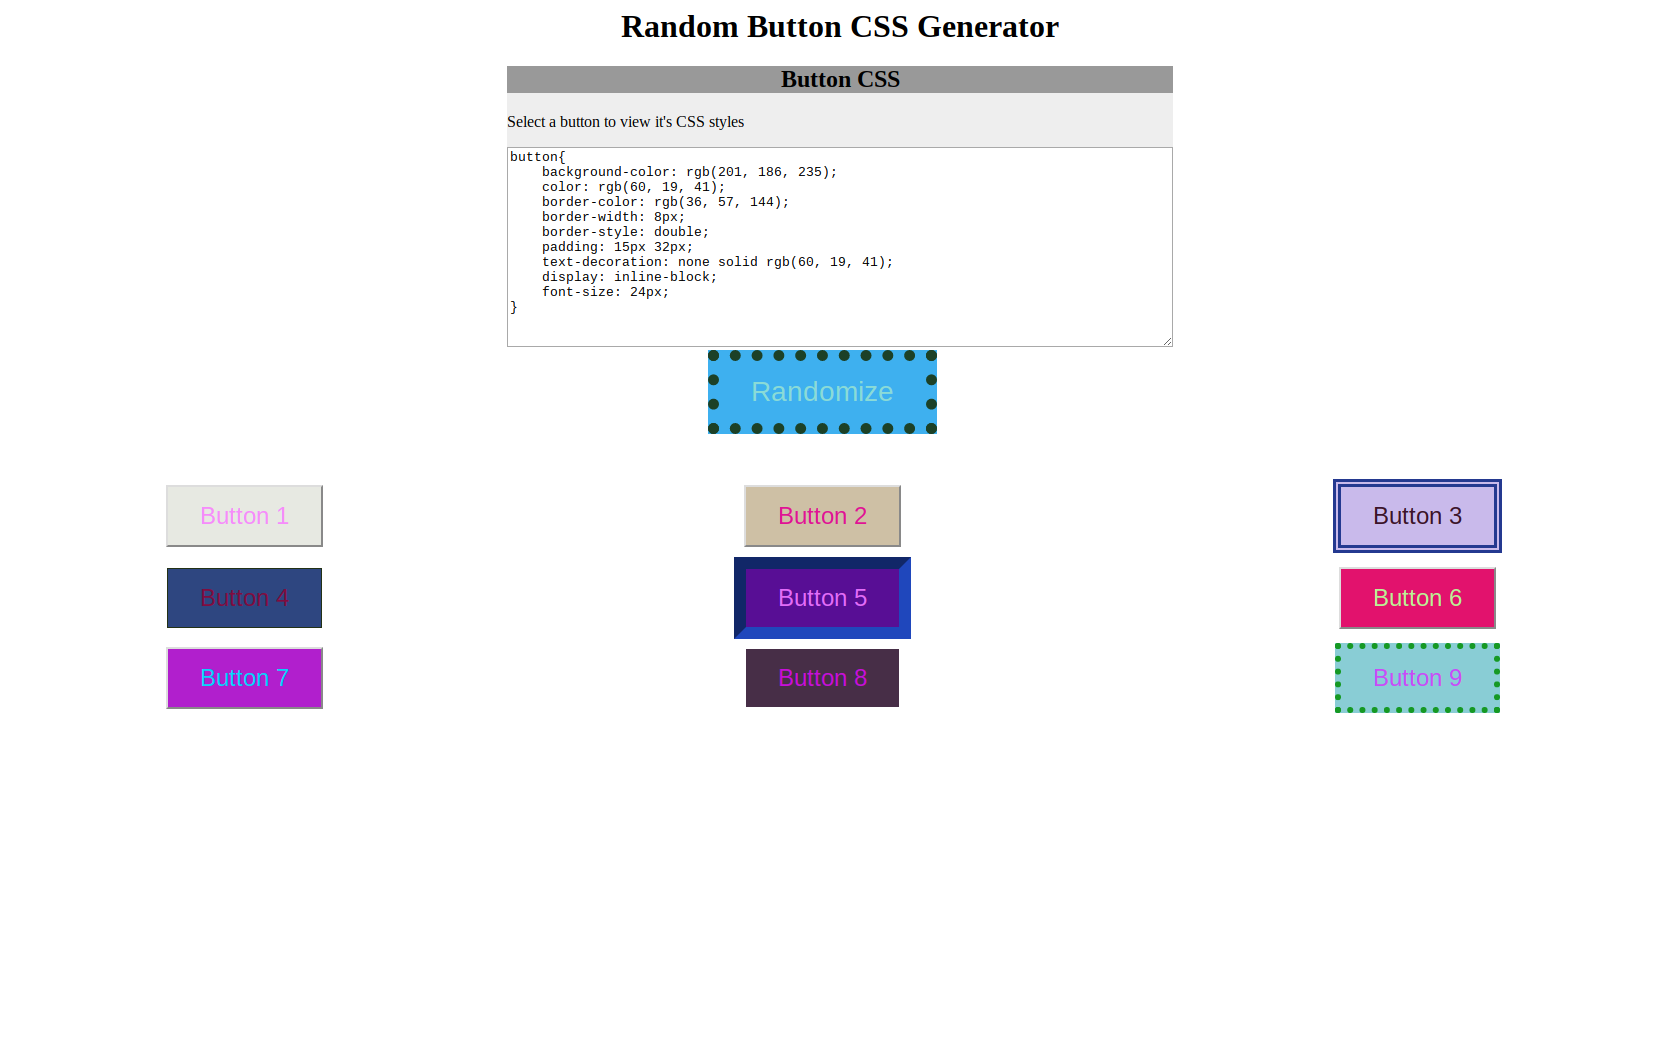 Random Button CSS Generator
Button CSS
Select a button to view it's CSS styles
button{
    background-color: rgb(201, 186, 235);
    color: rgb(60, 19, 41);
    border-color: rgb(36, 57, 144);
    border-width: 8px;
    border-style: double;
    padding: 15px 32px;
    text-decoration: none solid rgb(60, 19, 41);
    display: inline-block;
    font-size: 24px;
}
Randomize
Button 1
Button 2
Button 3
Button 4
Button 5
Button 6
Button 7
Button 8
Button 9